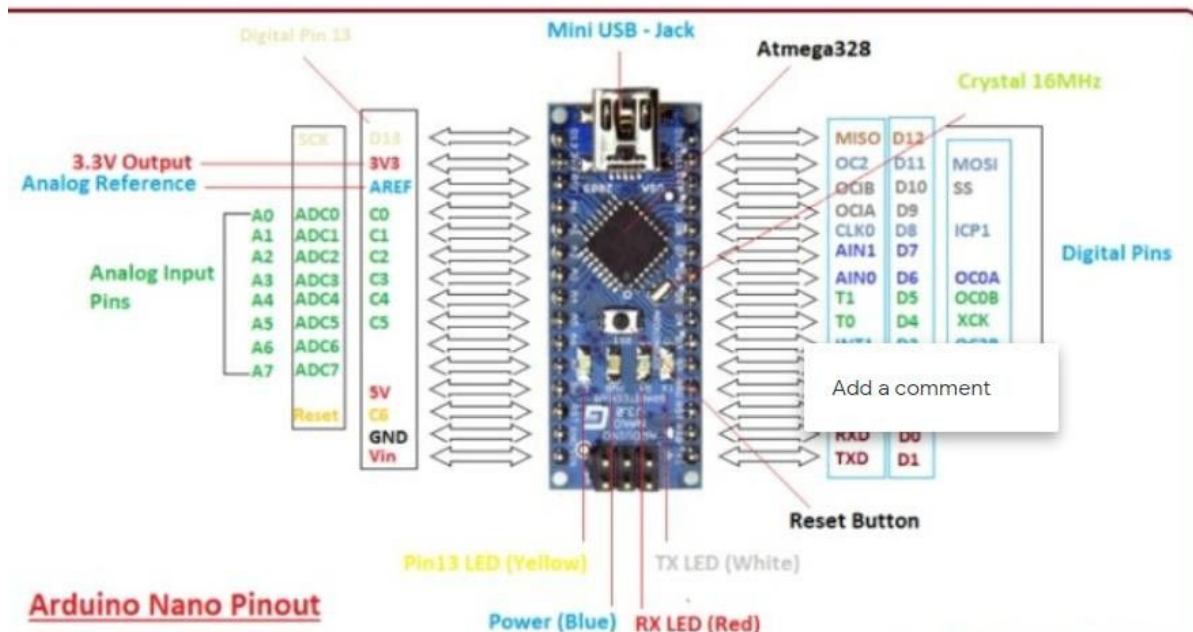 Digital Pin 13
Mini USB - Jack
Atmega328
Crystal 16MHz
SCK D13
3.3V Output 3V3
Analog Reference AREF
A0 ADC0 C0
A1 ADC1 C1
A2 ADC2 C2
A3 ADC3 C3
A4 ADC4 C4
A5 ADC5 C5
A6 ADC6
A7 ADC7
Analog Input
Pins
5V
Reset C6
GND
Vin
MISO D12
OC2 D11 MOSI
OCIB D10 SS
OCIA D9
CLK0 D8 ICP1
AIN1 D7
AIN0 D6 OC0A
T1 D5 OC0B
T0 D4 XCK
Digital Pins
Add a comment
RXD D0
TXD D1
Reset Button
Pin13 LED (Yellow)
TX LED (White)
Power (Blue)
RX LED (Red)
Arduino Nano Pinout